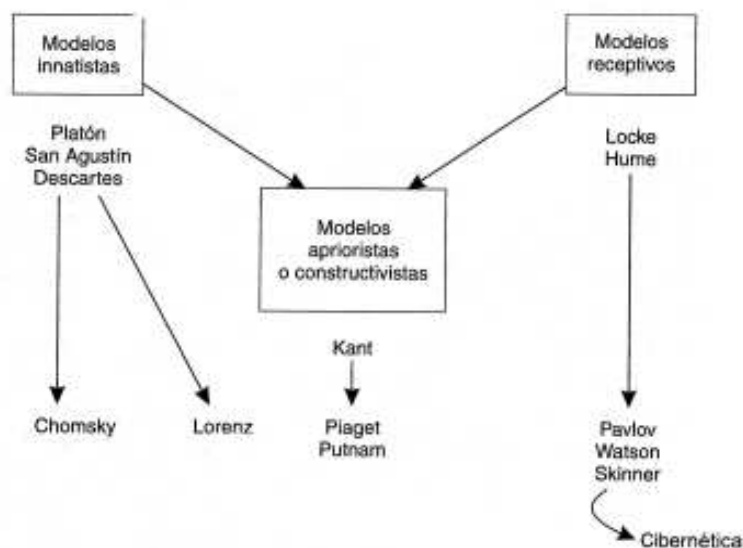 Modelos
innatistas
Modelos
receptivos
Platón
San Agustín
Descartes
Locke
Hume
Modelos
aprioristas
o constructivistas
Kant
Chomsky
Lorenz
Piaget
Putnam
Pavlov
Watson
Skinner
Cibernética